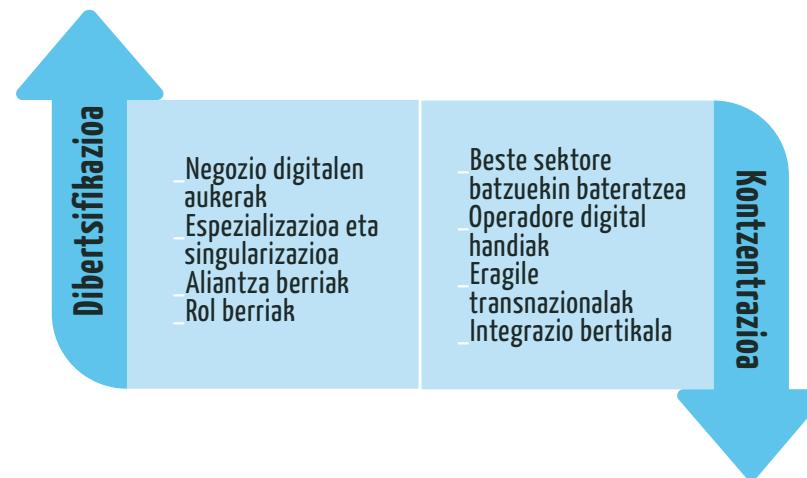 Dibertsifikazioa
_Negozio digitalen
aukerak
_Espezializazioa eta
singularizazioa
_Aliantza berriak
_Rol berriak
_Beste sektore
batzuekin bateratzea
_Operadore digital
handiak
_Eragile
transnazionalak
_Integrazio bertikala
Kontzentrazioa